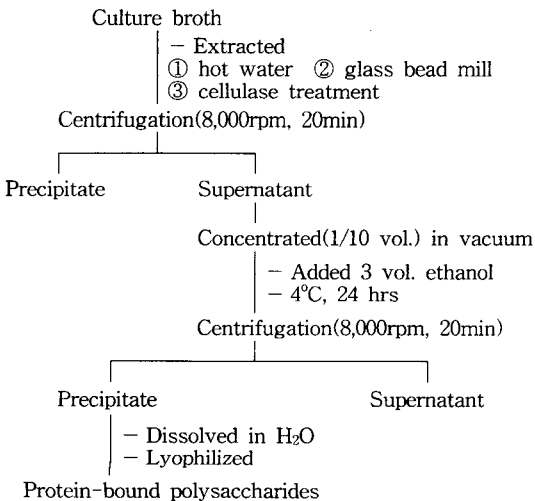 Culture broth
− Extracted
① hot water ② glass bead mill
③ cellulase treatment
Centrifugation(8,000rpm, 20min)
Precipitate Supernatant
Concentrated(1/10 vol.) in vacuum
− Added 3 vol. ethanol
− 4℃, 24 hrs
Centrifugation(8,000rpm, 20min)
Precipitate Supernatant
− Dissolved in H₂O
− Lyophilized
Protein-bound polysaccharides